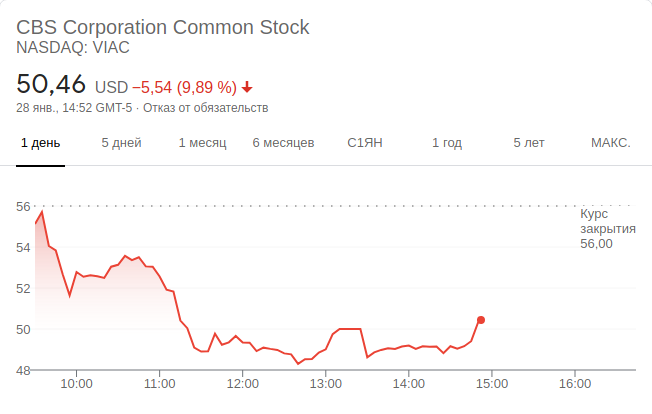 CBS Corporation Common Stock
NASDAQ: VIAC
50,46 USD −5,54 (9,89 %)
28 янв., 14:52 GMT-5 · Отказ от обязательств
1 день 5 дней 1 месяц 6 месяцев С1ЯН 1 год 5 лет МАКС.
56
Курс
закрытия
56,00
54
52
50
48
10:00 11:00 12:00 13:00 14:00 15:00 16:00